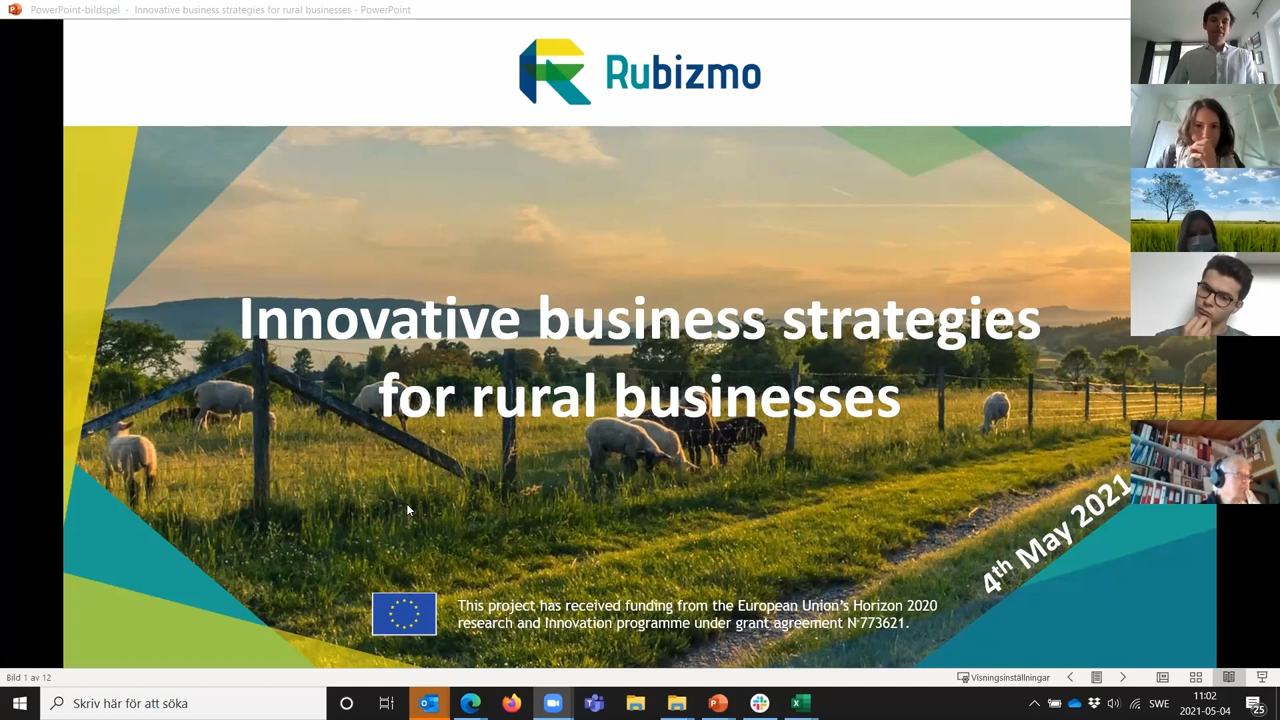 PowerPoint-bildspel - Innovative business strategies for rural businesses - PowerPoint
Rubizmo
Innovative business strategies
for rural businesses
4th May 2021
This project has received funding from the European Union's Horizon 2020
research and Innovation programme under grant agreement N°773621.
Bild 1 av 12
Visningsinställningar
Skriv här för att söka
SWE
11:02
2021-05-04
25